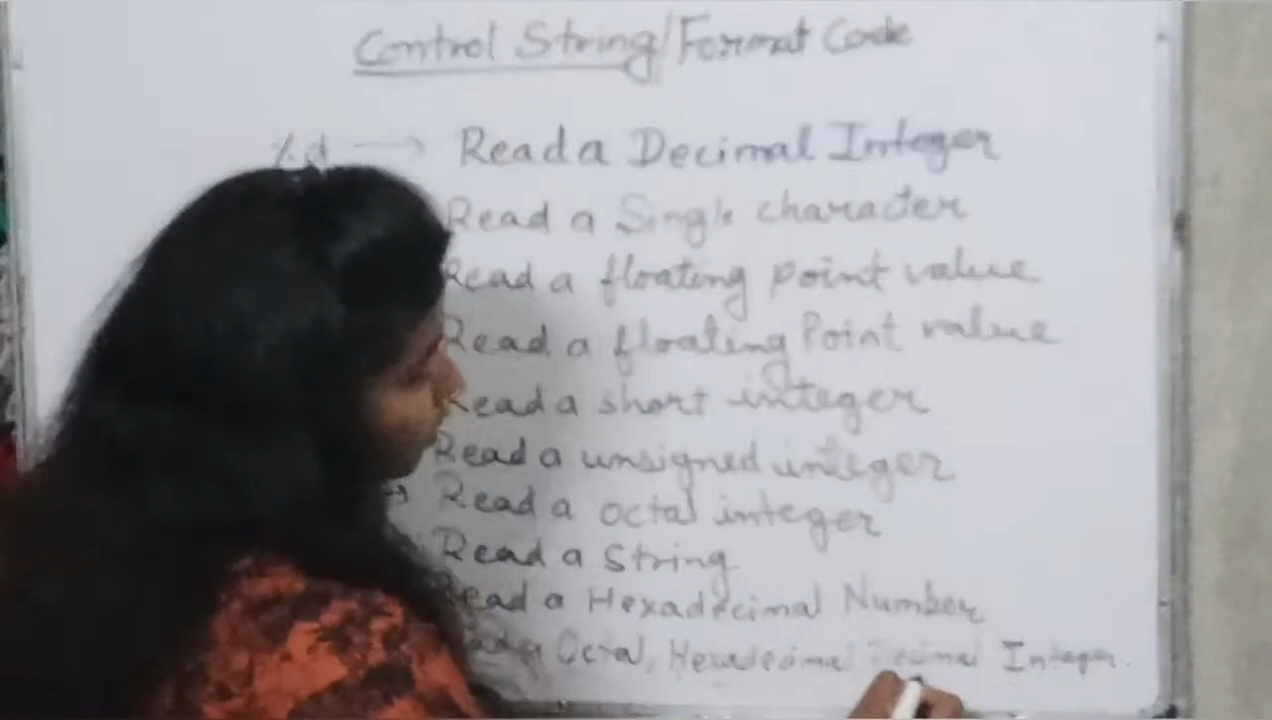 Control String/Format Code
%d → Read a Decimal Integer
Read a Single character
Read a floating point value
Read a floating Point value
Read a short integer
Read a unsigned integer
→ Read a octal integer
Read a String
Read a Hexadecimal Number
Octal, Hexadecimal Decimal Integer.